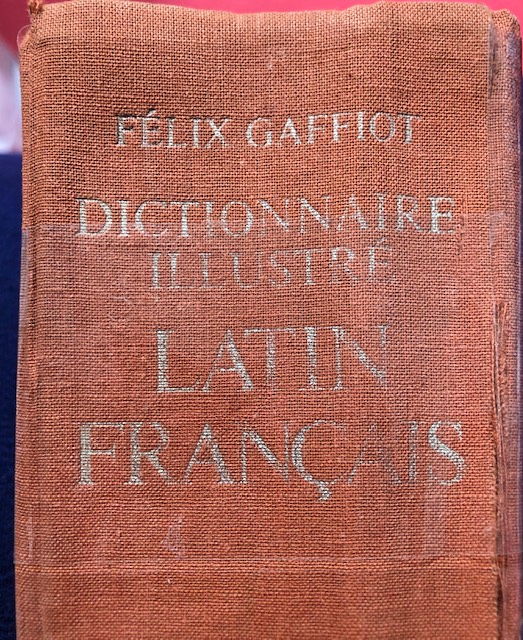 FÉLIX GAFFIOT
DICTIONNAIRE
ILLUSTRÉ
LATIN
FRANÇAIS